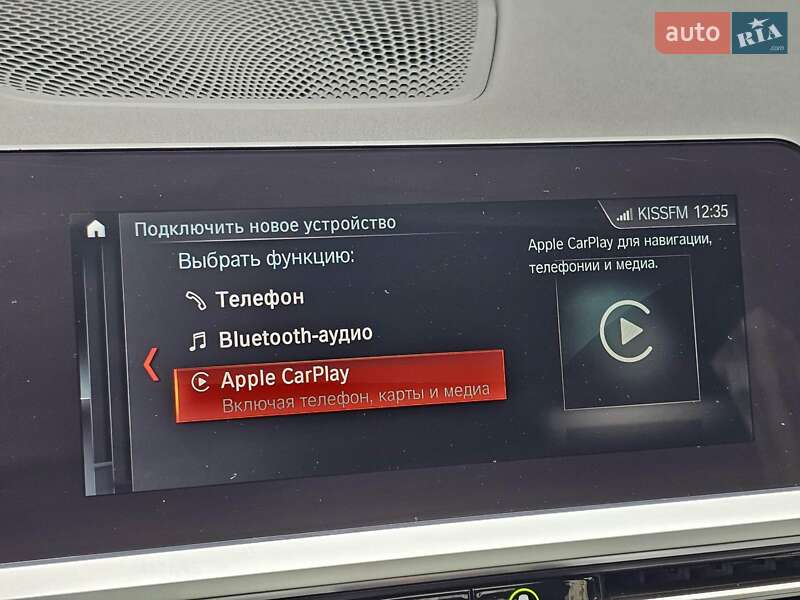 auto RIA.com
KISSFM 12:35
Подключить новое устройство
Выбрать функцию:
Телефон
Bluetooth-аудио
Apple CarPlay
Включая телефон, карты и медиа
Apple CarPlay для навигации,
телефонии и медиа.